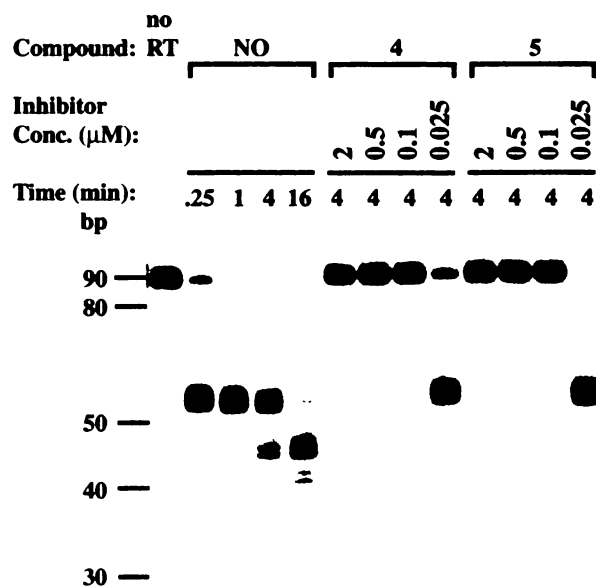 no
Compound: RT NO 4 5
Inhibitor
Conc. (μM): 2 0.5 0.1 0.025 2 0.5 0.1 0.025
Time (min): .25 1 4 16 4 4 4 4 4 4 4 4
bp
90
80
50
40
30